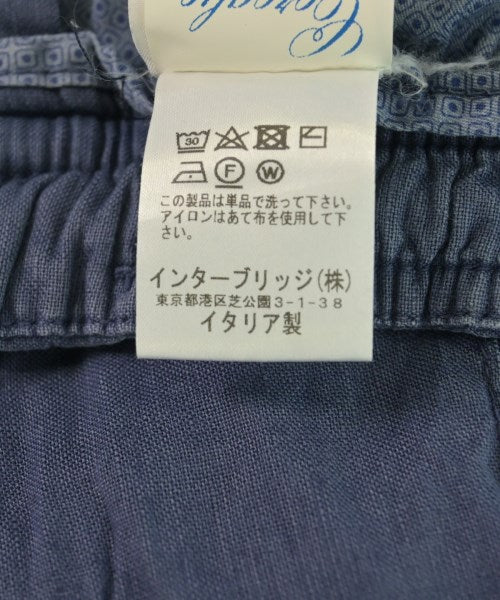 30
F W
この製品は単品で洗って下さい。
アイロンはあて布を使用して下
さい。
インターブリッジ(株)
東京都港区芝公園3-1-38
イタリア製